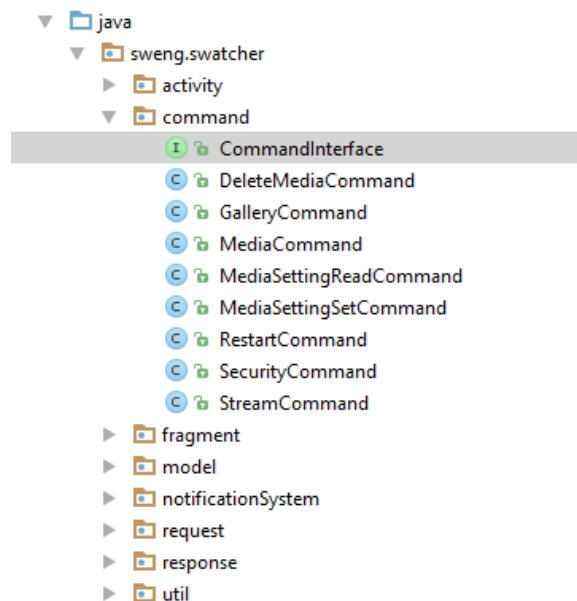 java
sweng.swatcher
activity
command
I CommandInterface
C DeleteMediaCommand
C GalleryCommand
C MediaCommand
C MediaSettingReadCommand
C MediaSettingSetCommand
C RestartCommand
C SecurityCommand
C StreamCommand
fragment
model
notificationSystem
request
response
util